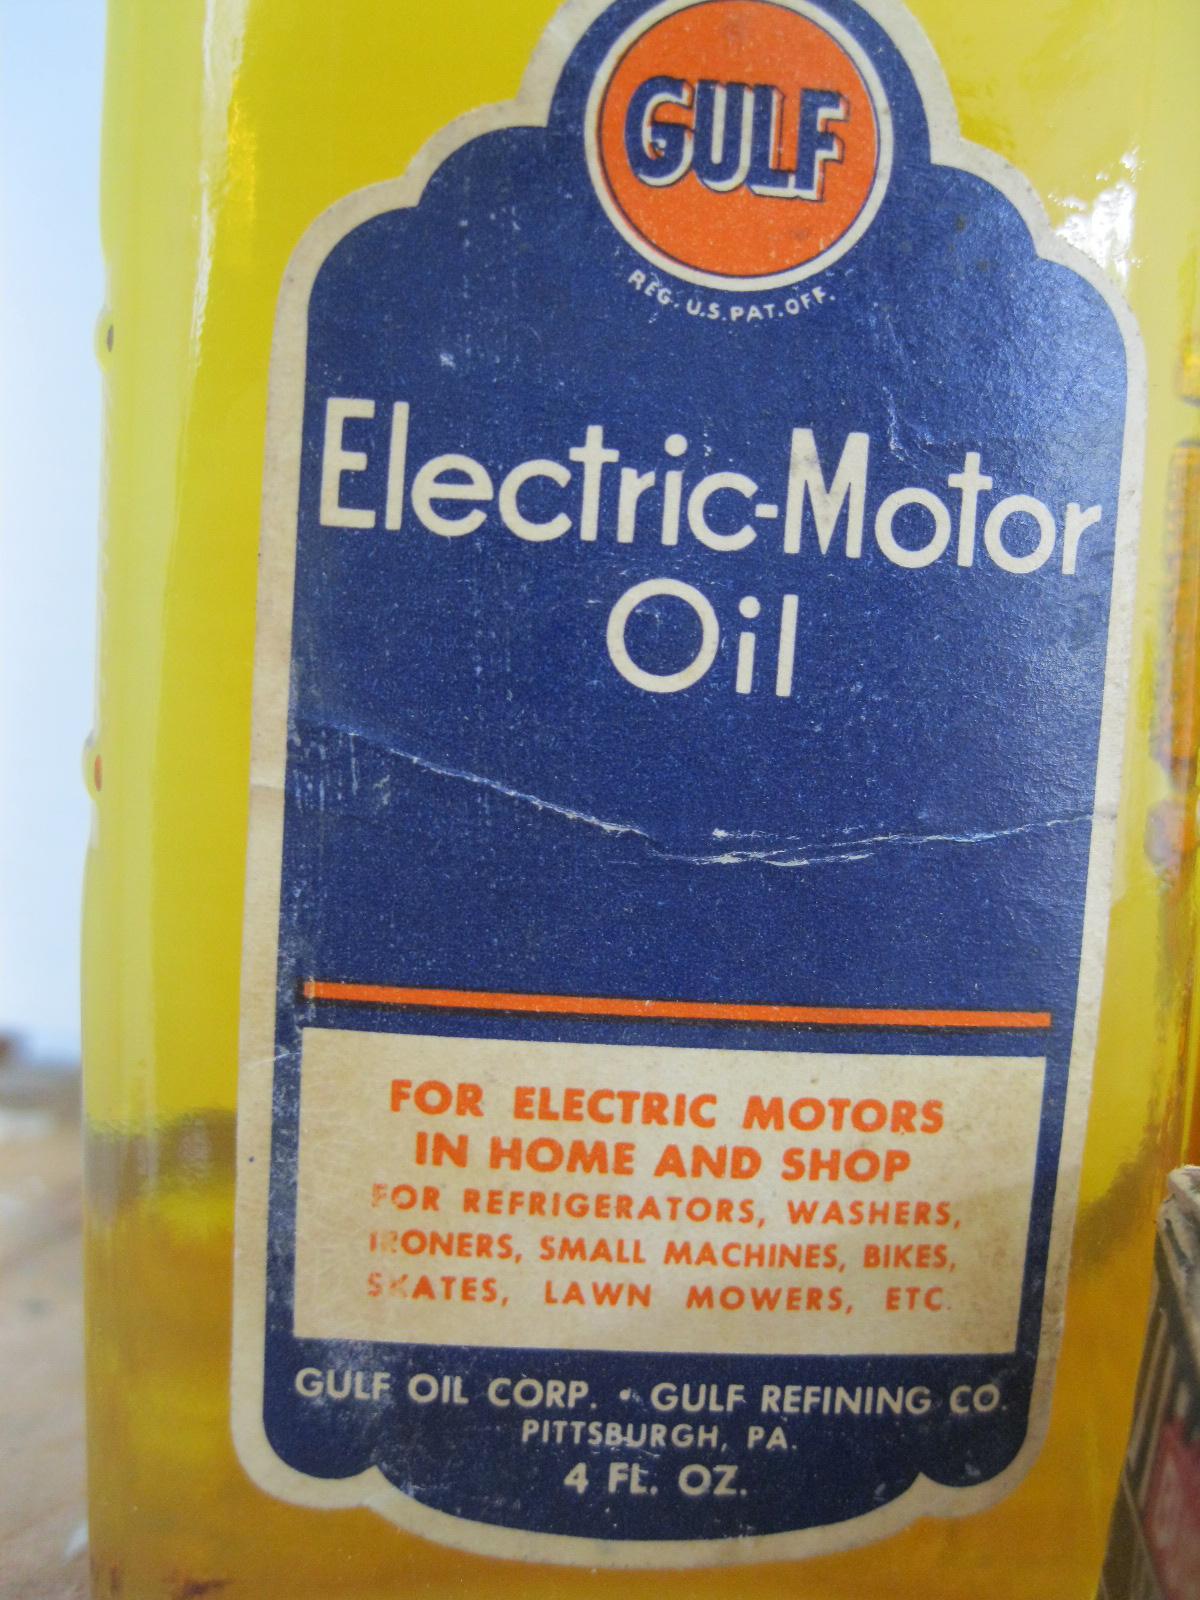 GULF
REG. U.S. PAT. OFF.
Electric-Motor
Oil
FOR ELECTRIC MOTORS
IN HOME AND SHOP
FOR REFRIGERATORS, WASHERS,
IRONERS, SMALL MACHINES, BIKES,
SKATES, LAWN MOWERS, ETC.
GULF OIL CORP. • GULF REFINING CO.
PITTSBURGH, PA.
4 FL. OZ.